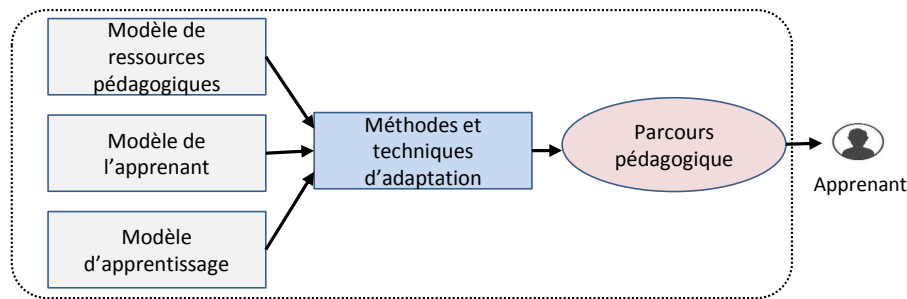 Modèle de
ressources
pédagogiques
Modèle de
l’apprenant
Modèle
d’apprentissage
Méthodes et
techniques
d’adaptation
Parcours
pédagogique
Apprenant